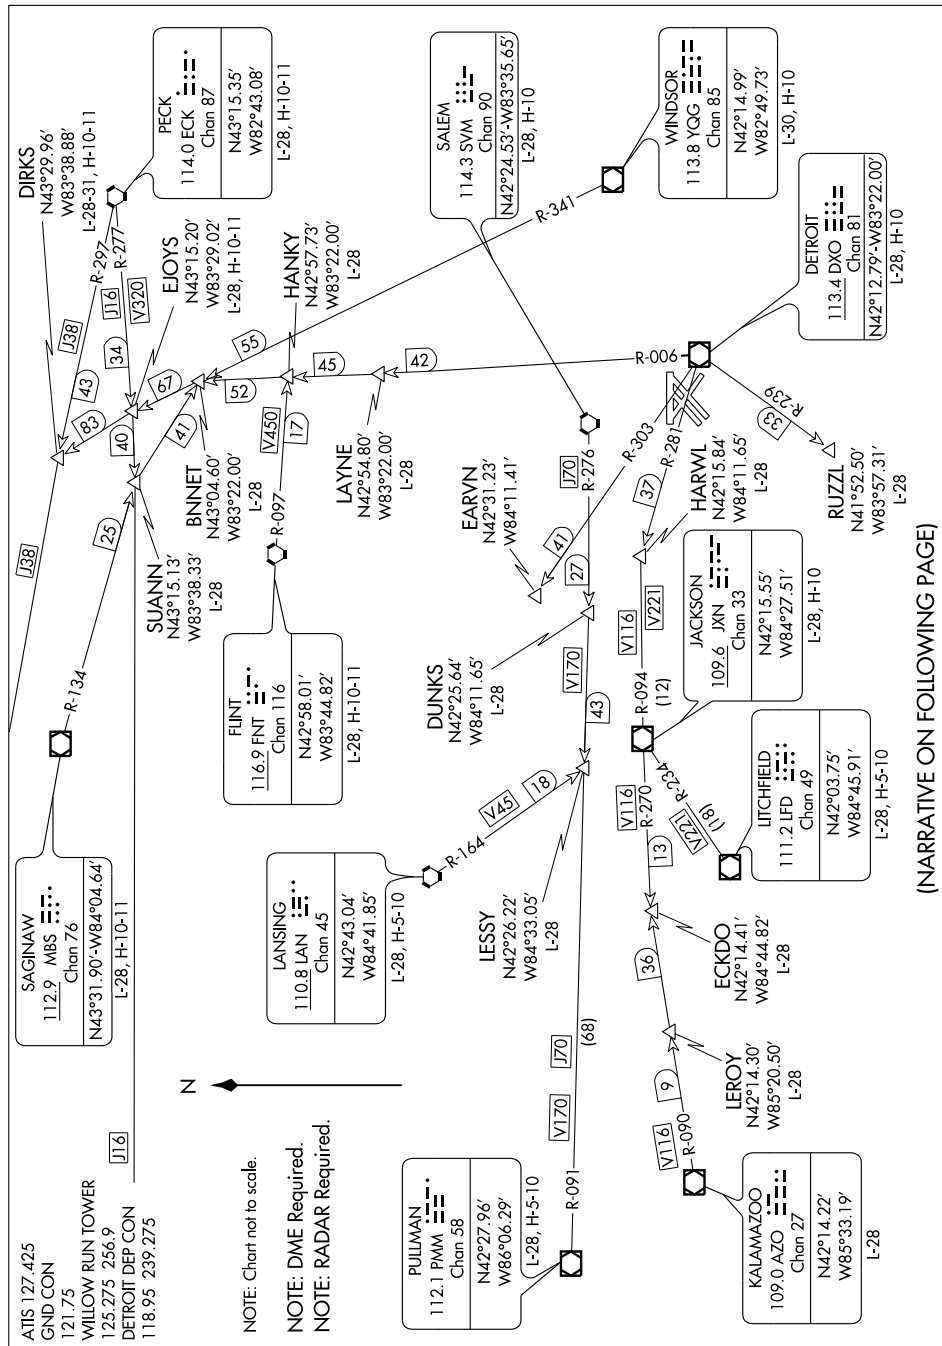 ATIS 127.425
GND CON
121.75
WILLOW RUN TOWER
125.275 256.9
DETROIT DEP CON
118.95 239.275
NOTE: Chart not to scale.
NOTE: DME Required.
NOTE: RADAR Required.
N
SAGINAW
112.9 MBS
Chan 76
N43°31.90'-W84°04.64'
L-28, H-10-11
R-134
25
J38
J16
DIRKS
N43°29.96'
W83°38.88'
L-28-31, H-10-11
PECK
114.0 ECK
Chan 87
N43°15.35'
W82°43.08'
L-28, H-10-11
R-297
J38
43
R-277
J16
V320
34
83
40
67
41
EJOYS
N43°15.20'
W83°29.02'
L-28, H-10-11
SUANN
N43°15.13'
W83°38.33'
L-28
BNNET
N43°04.60'
W83°22.00'
L-28
55
52
R-341
HANKY
N42°57.73'
W83°22.00'
L-28
45
FLINT
116.9 FNT
Chan 116
N42°58.01'
W83°44.82'
L-28, H-10-11
R-097
V450
17
LAYNE
N42°54.80'
W83°22.00'
L-28
42
R-006
SALEM
114.3 SVM
Chan 90
N42°24.53'-W83°35.65'
L-28, H-10
WINDSOR
113.8 YQG
Chan 85
N42°14.99'
W82°49.73'
L-30, H-10
DETROIT
113.4 DXO
Chan 81
N42°12.79'-W83°22.00'
L-28, H-10
LANSING
110.8 LAN
Chan 45
N42°43.04'
W84°41.85'
L-28, H-5-10
R-164
V45
18
EARVN
N42°31.23'
W84°11.41'
L-28
41
R-303
J70
R-276
27
DUNKS
N42°25.64'
W84°11.65'
L-28
V170
43
LESSY
N42°26.22'
W84°33.05'
L-28
PULLMAN
112.1 PMM
Chan 58
N42°27.96'
W86°06.29'
L-28, H-5-10
R-091
V170
J70
(68)
R-281
37
HARWL
N42°15.84'
W84°11.65'
L-28
R-239
33
RUZZL
N41°52.50'
W83°57.31'
L-28
V116
V221
R-094
(12)
JACKSON
109.6 JXN
Chan 33
N42°15.55'
W84°27.51'
L-28, H-10
V116
R-270
13
R-234
V221
(18)
LITCHFIELD
111.2 LFD
Chan 49
N42°03.75'
W84°45.91'
L-28, H-5-10
ECKDO
N42°14.41'
W84°44.82'
L-28
36
LEROY
N42°14.30'
W85°20.50'
L-28
9
V116
R-090
KALAMAZOO
109.0 AZO
Chan 27
N42°14.22'
W85°33.19'
L-28
(NARRATIVE ON FOLLOWING PAGE)